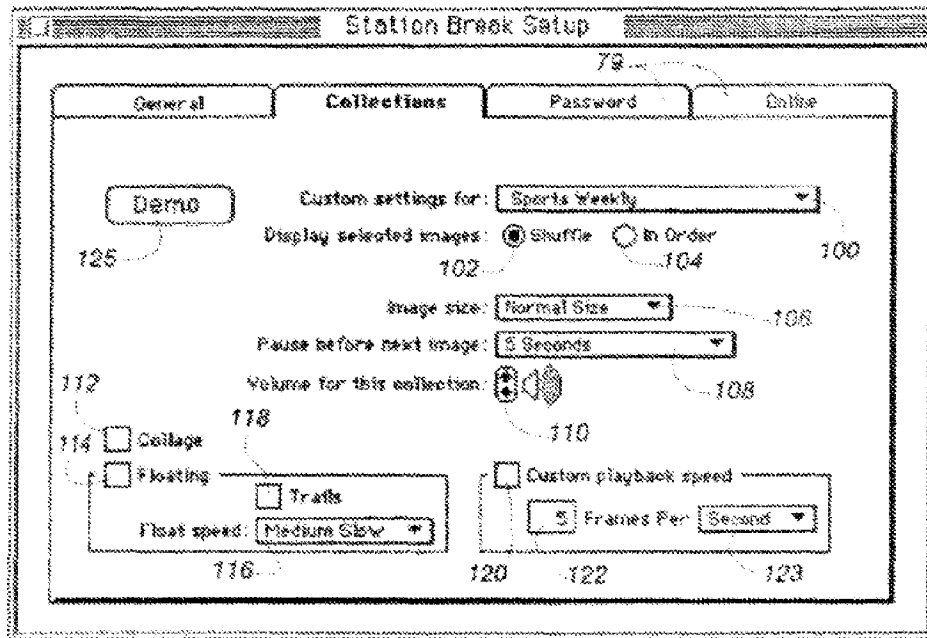 Station Break Setup
79
General Collections Password Online
Demo
125
Custom settings for: Sports Weekly
100
Display selected images: Shuffle In Order
102 104
Image size: Normal Size
106
Pause before next image: 5 Seconds
108
Volume for this collection:
110
112
Collage
114 Floating
118
Trails
Float speed: Medium Slow
116
Custom playback speed
5 Frames Per Second
120 122 123